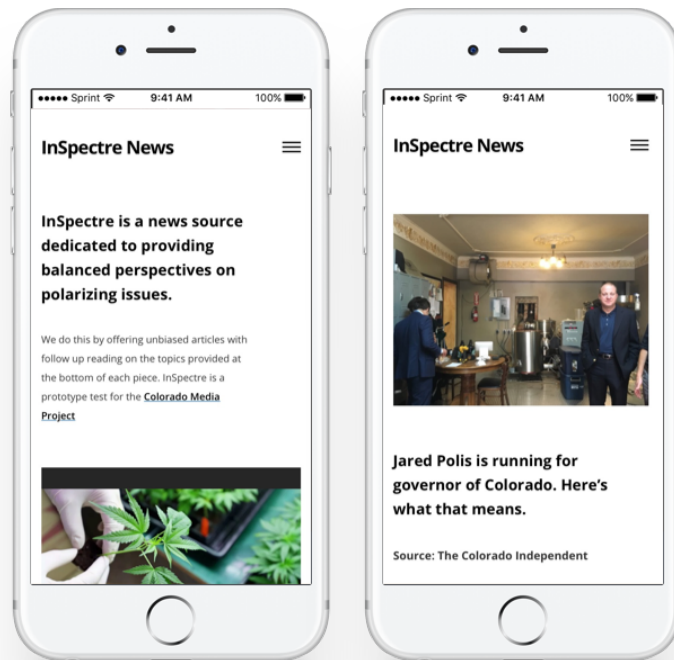 Sprint 9:41 AM 100%
InSpectre News
InSpectre is a news source
dedicated to providing
balanced perspectives on
polarizing issues.
We do this by offering unbiased articles with
follow up reading on the topics provided at
the bottom of each piece. InSpectre is a
prototype test for the Colorado Media
Project
Sprint 9:41 AM 100%
InSpectre News
Jared Polis is running for
governor of Colorado. Here’s
what that means.
Source: The Colorado Independent